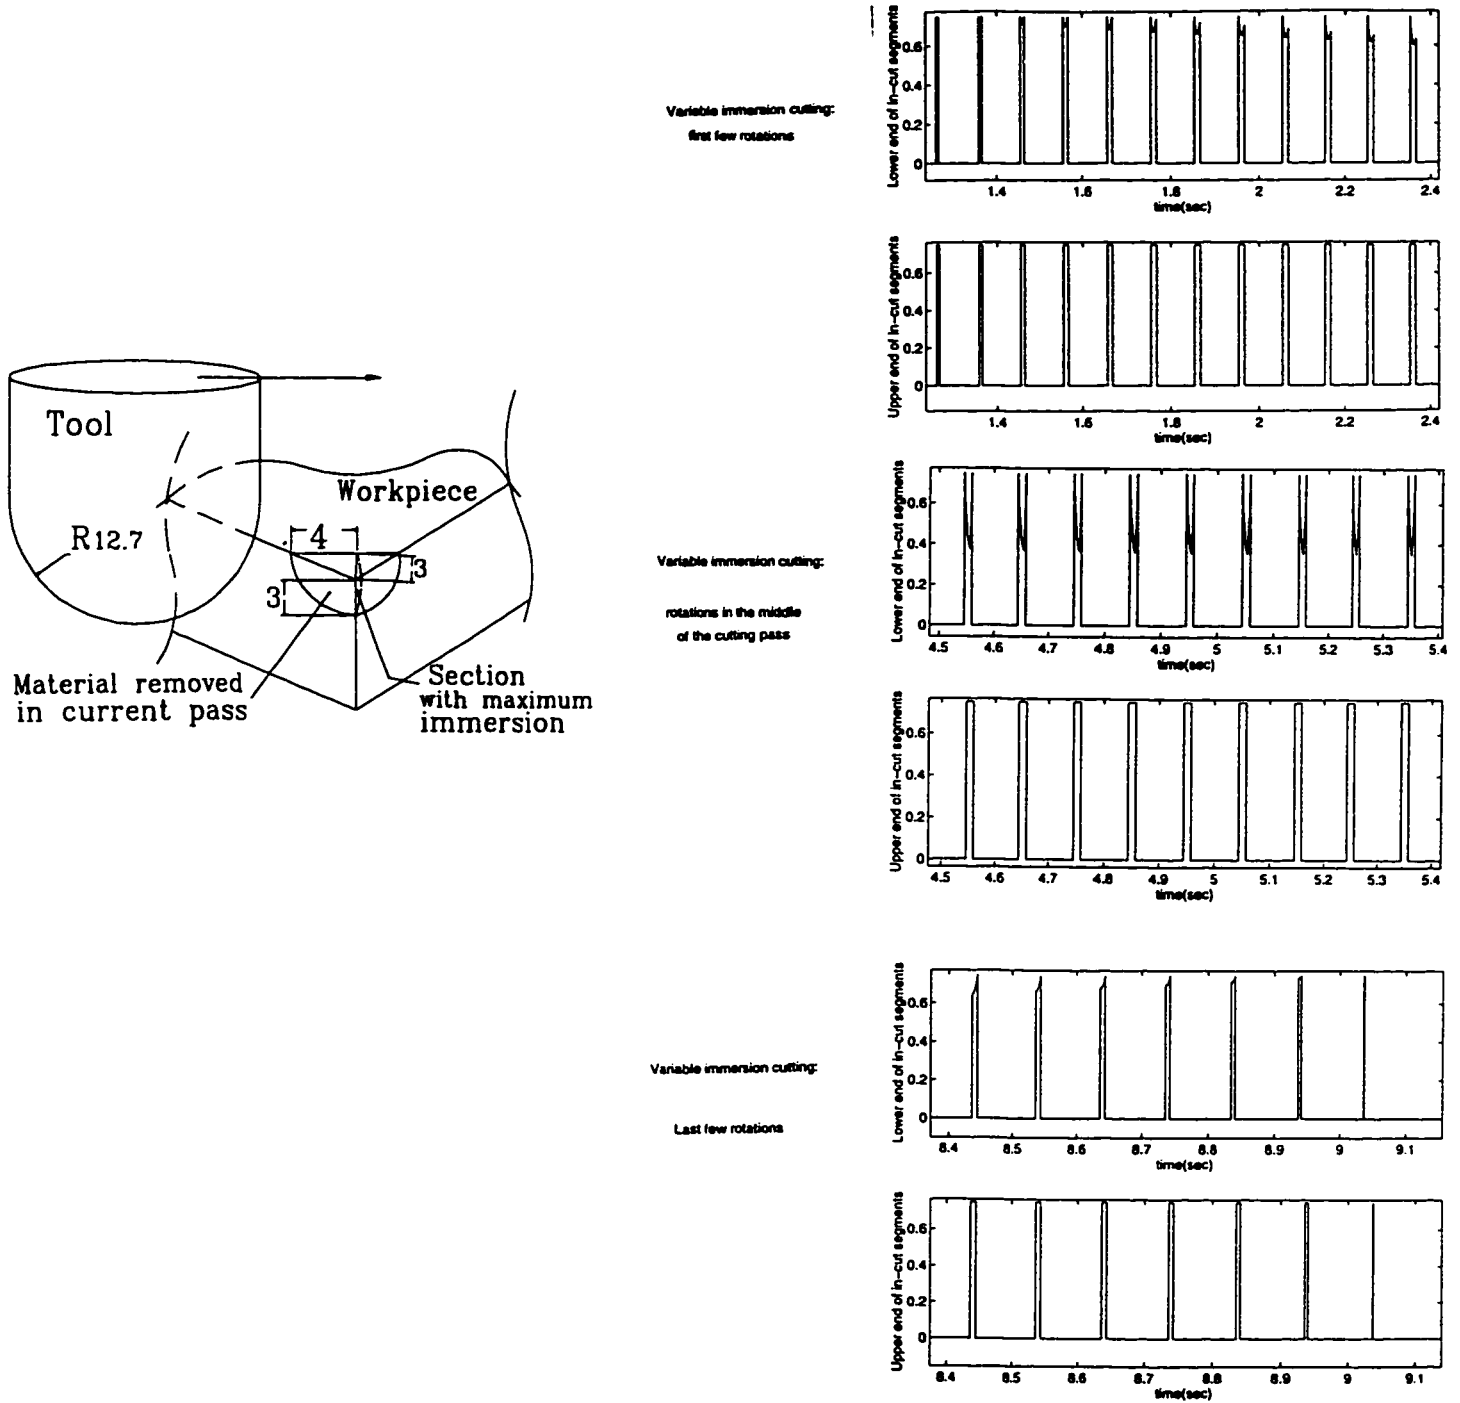 Tool
R12.7
Workpiece
4
3
3
Material removed
in current pass
Section
with maximum
immersion
Variable immersion cutting:
first few rotations
Lower end of in-cut segments
0.6
0.4
0.2
0
1.4
1.6
1.8
2
2.2
2.4
time(sec)
Upper end of in-cut segments
0.6
0.4
0.2
0
1.4
1.6
1.8
2
2.2
2.4
time(sec)
Variable immersion cutting:
rotations in the middle
of the cutting pass
Lower end of in-cut segments
0.6
0.4
0.2
0
4.5
4.6
4.7
4.8
4.9
5
5.1
5.2
5.3
5.4
time(sec)
Upper end of in-cut segments
0.6
0.4
0.2
0
4.5
4.6
4.7
4.8
4.9
5
5.1
5.2
5.3
5.4
time(sec)
Variable immersion cutting:
Last few rotations
Lower end of in-cut segments
0.6
0.4
0.2
0
8.4
8.5
8.6
8.7
8.8
8.9
9
9.1
time(sec)
Upper end of in-cut segments
0.6
0.4
0.2
0
8.4
8.5
8.6
8.7
8.8
8.9
9
9.1
time(sec)